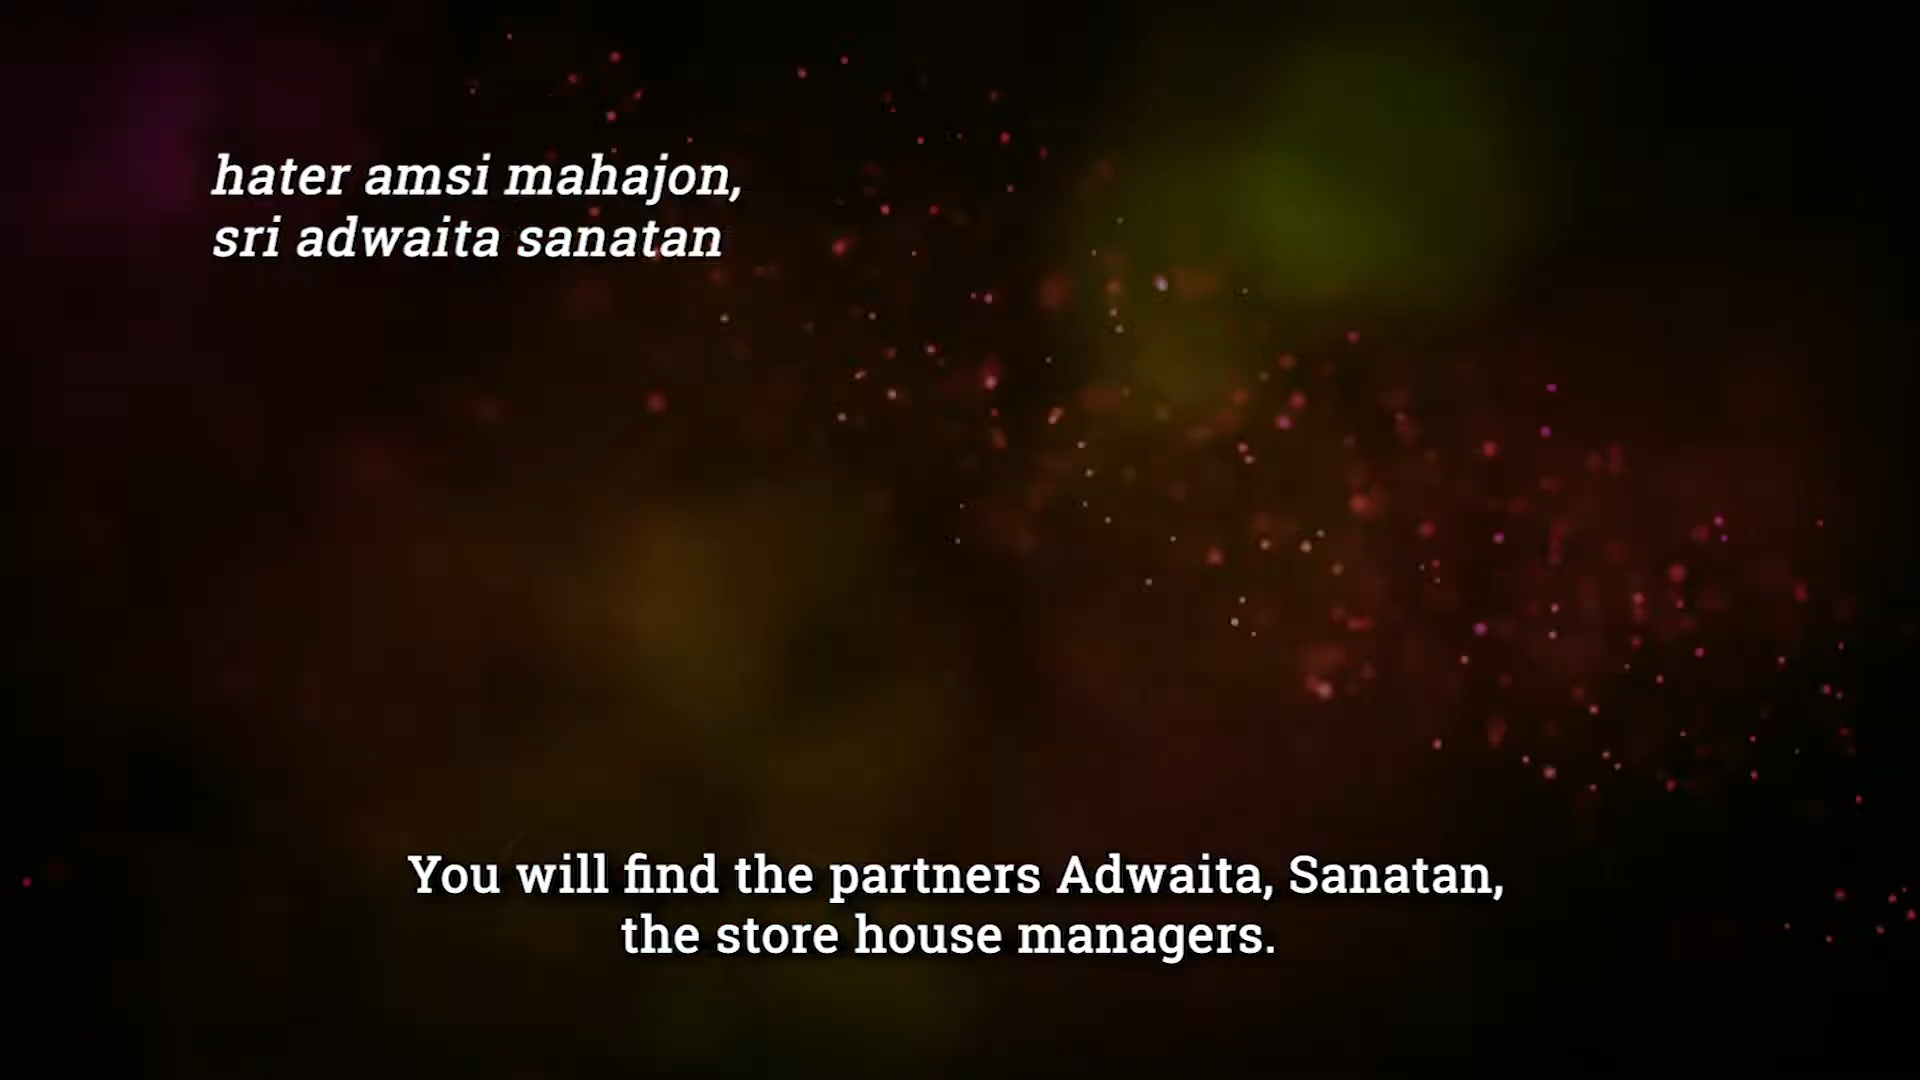 hater amsi mahajon,
sri adwaita sanatan
You will find the partners Adwaita, Sanatan,
the store house managers.